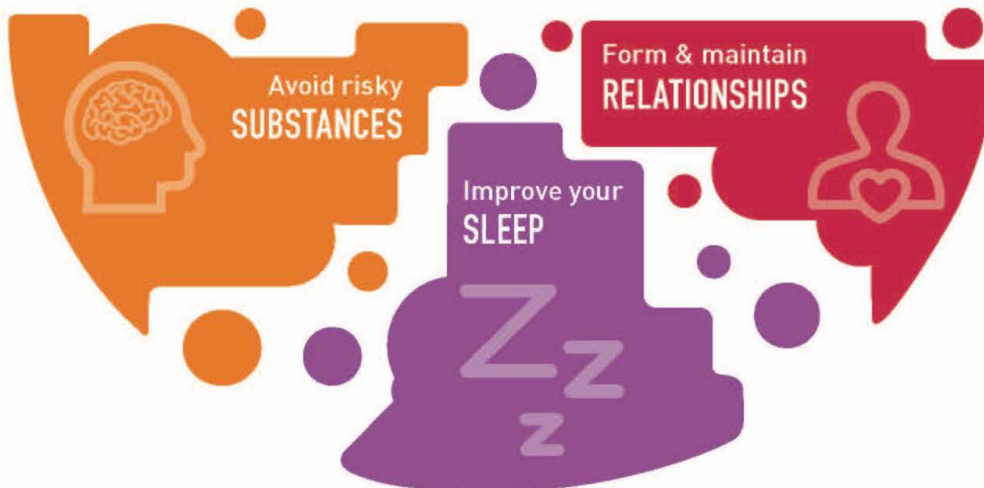 Avoid risky
SUBSTANCES
Form & maintain
RELATIONSHIPS
Improve your
SLEEP
Z
z
z